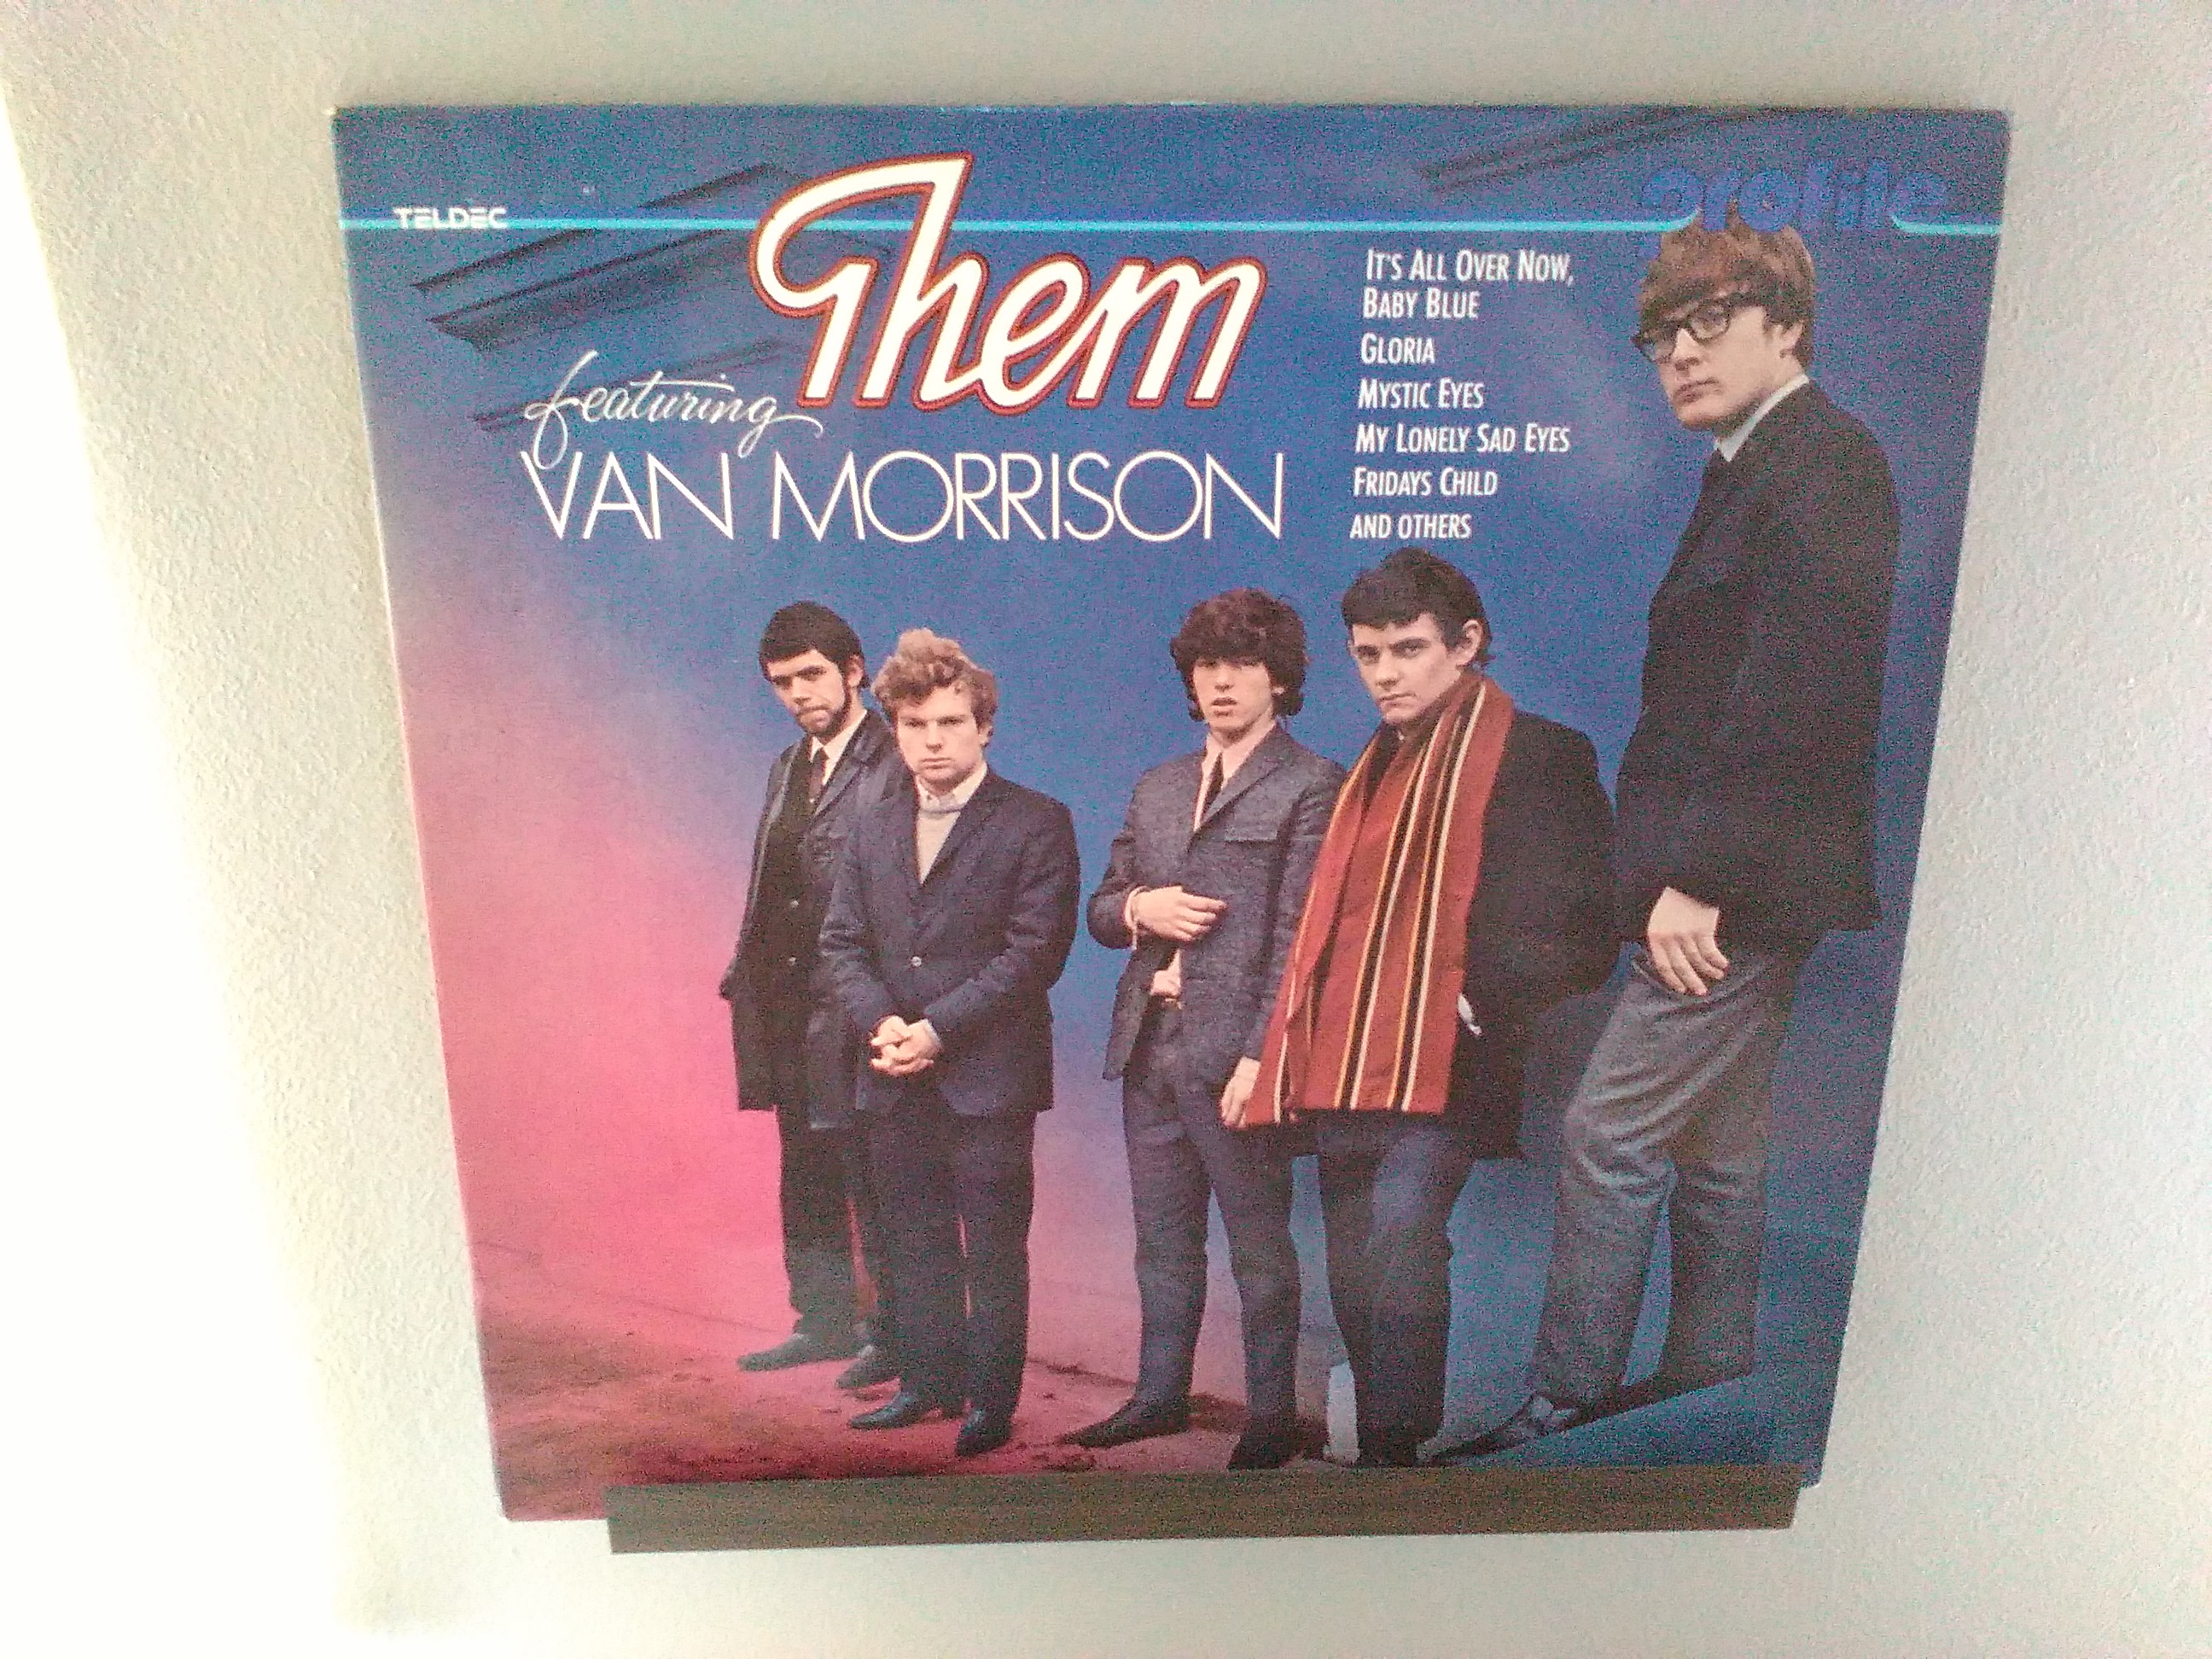 TELDEC
profile
Them
featuring
VAN MORRISON
IT'S ALL OVER NOW,
BABY BLUE
GLORIA
MYSTIC EYES
MY LONELY SAD EYES
FRIDAYS CHILD
AND OTHERS